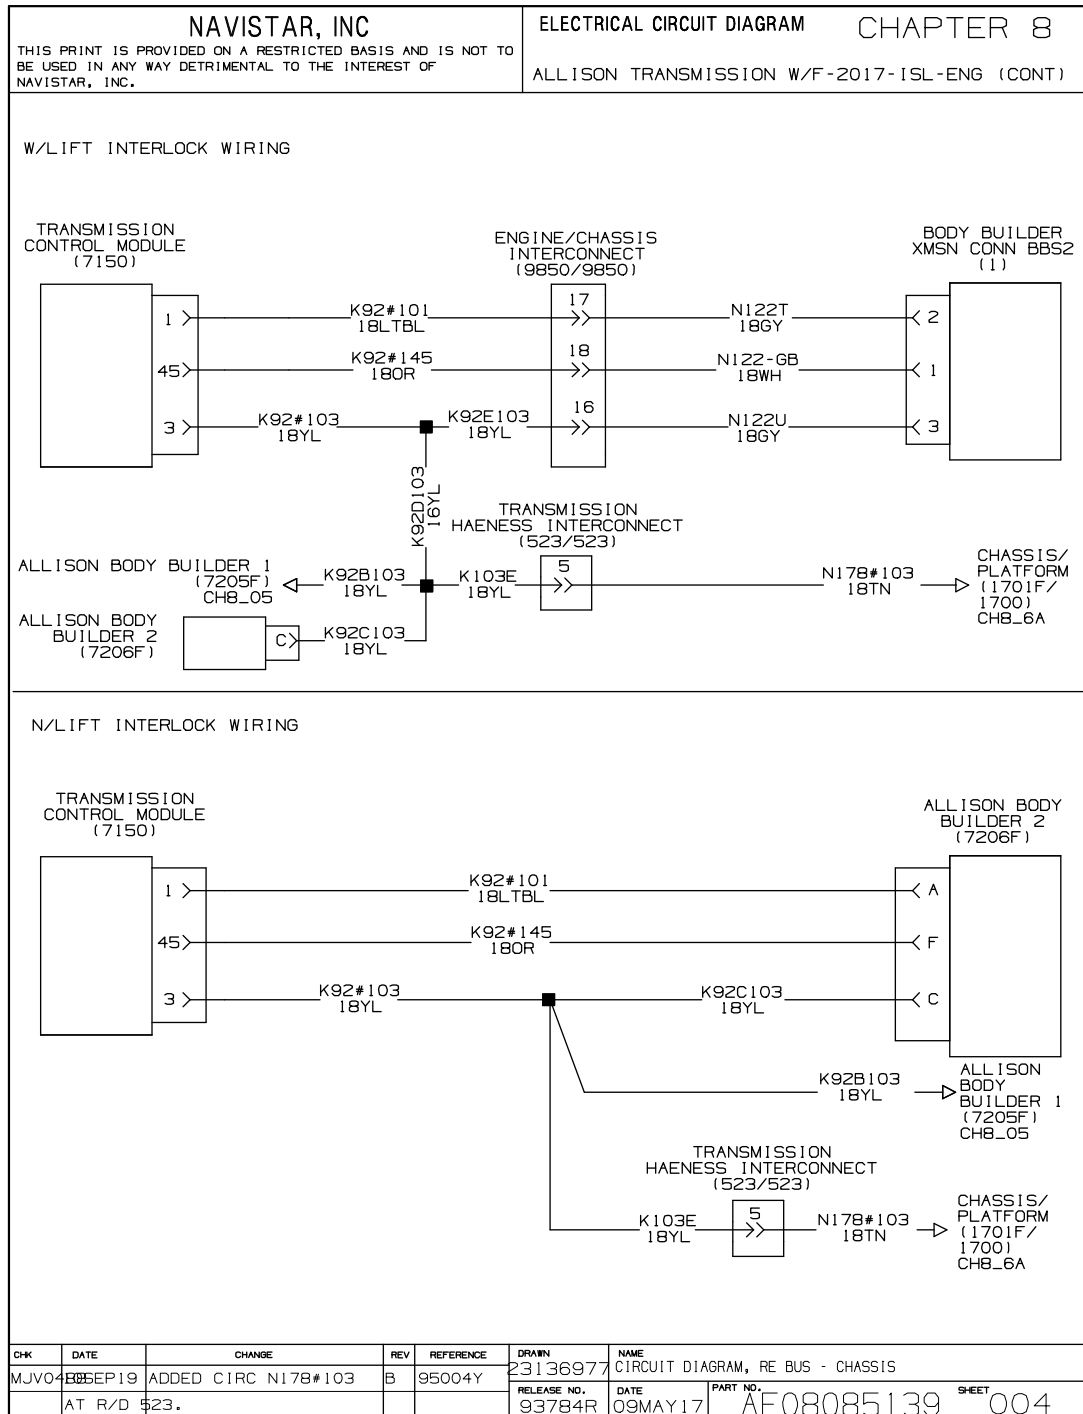 NAVISTAR, INC
THIS PRINT IS PROVIDED ON A RESTRICTED BASIS AND IS NOT TO
BE USED IN ANY WAY DETRIMENTAL TO THE INTEREST OF
NAVISTAR, INC.
ELECTRICAL CIRCUIT DIAGRAM CHAPTER 8
ALLISON TRANSMISSION W/F-2017-ISL-ENG (CONT)
W/LIFT INTERLOCK WIRING
TRANSMISSION
CONTROL MODULE
(7150)
ENGINE/CHASSIS
INTERCONNECT
(9850/9850)
BODY BUILDER
XMSN CONN BBS2
(1)
1
K92#101
18LTBL
17
N122T
18GY
2
45
K92#145
18OR
18
N122-GB
18WH
1
3
K92#103
18YL
K92E103
18YL
16
N122U
18GY
3
K92D103
16YL
TRANSMISSION
HAENESS INTERCONNECT
(523/523)
ALLISON BODY BUILDER 1
(7205F)
CH8_05
K92B103
18YL
K103E
18YL
5
N178#103
18TN
CHASSIS/
PLATFORM
(1701F/
1700)
CH8_6A
ALLISON BODY
BUILDER 2
(7206F)
C
K92C103
18YL
N/LIFT INTERLOCK WIRING
TRANSMISSION
CONTROL MODULE
(7150)
ALLISON BODY
BUILDER 2
(7206F)
1
K92#101
18LTBL
A
45
K92#145
18OR
F
3
K92#103
18YL
K92C103
18YL
C
K92B103
18YL
ALLISON
BODY
BUILDER 1
(7205F)
CH8_05
TRANSMISSION
HAENESS INTERCONNECT
(523/523)
K103E
18YL
5
N178#103
18TN
CHASSIS/
PLATFORM
(1701F/
1700)
CH8_6A
CHK DATE CHANGE REV REFERENCE
MJV04 SEP19 ADDED CIRC N178#103 B 95004Y
AT R/D 523.
DRAWN
23136977
NAME
CIRCUIT DIAGRAM, RE BUS - CHASSIS
RELEASE NO.
93784R
DATE
09MAY17
PART NO.
AF08085139
SHEET
004